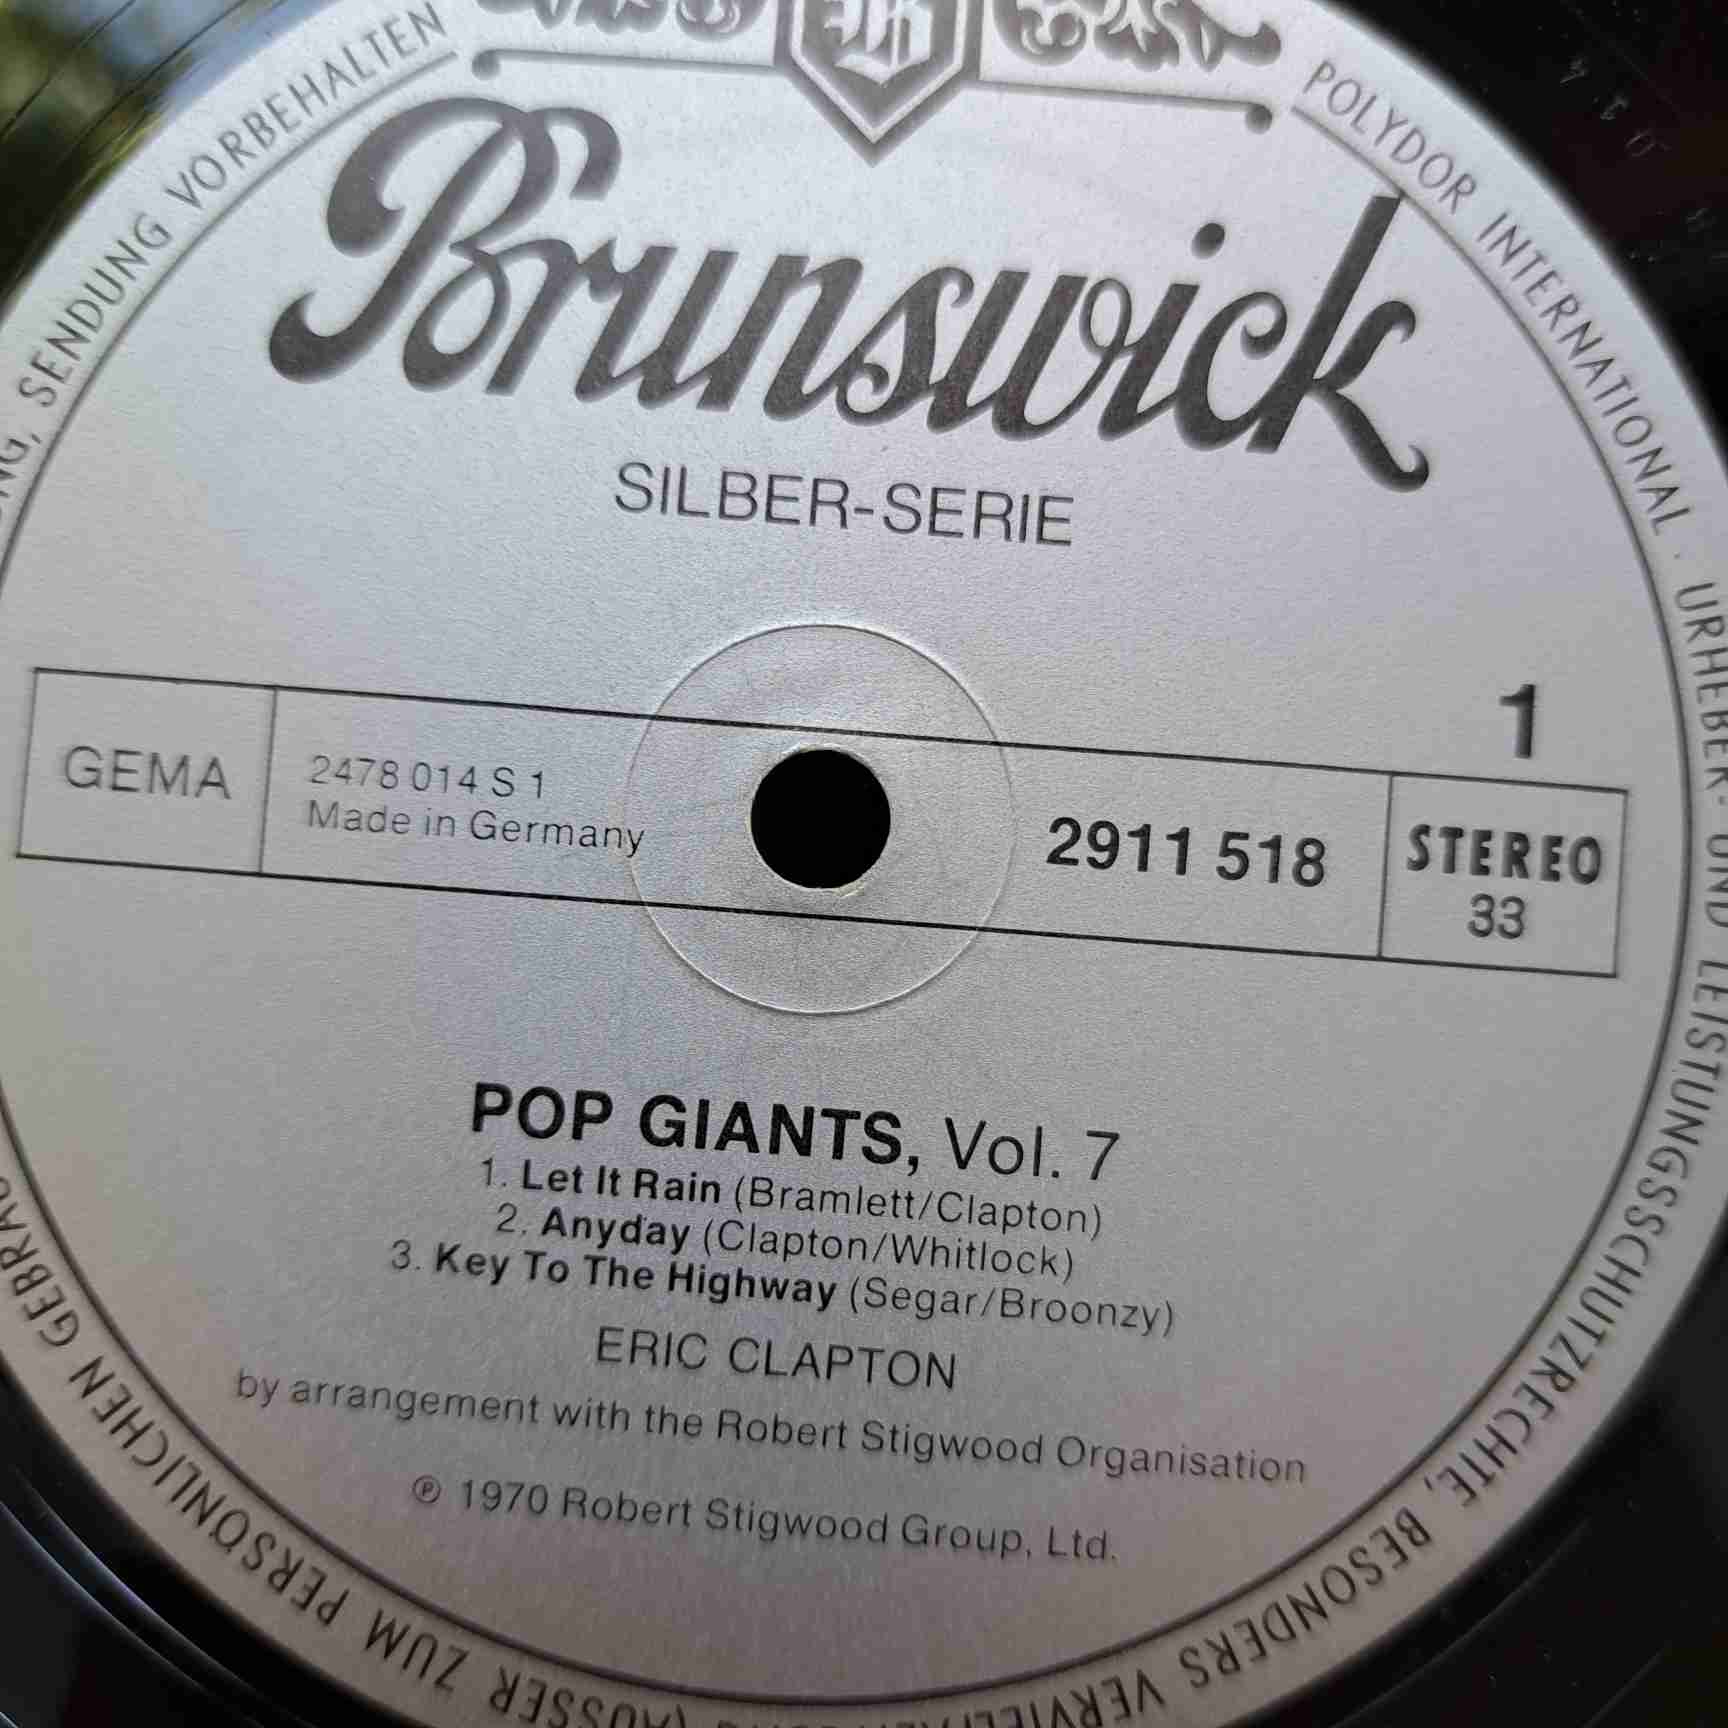 B
Brunswick
SILBER-SERIE
1
GEMA
2478 014 S 1
Made in Germany
2911 518
STEREO
33
POP GIANTS, Vol. 7
1. Let It Rain (Bramlett/Clapton)
2. Anyday (Clapton/Whitlock)
3. Key To The Highway (Segar/Broonzy)
ERIC CLAPTON
by arrangement with the Robert Stigwood Organisation
℗ 1970 Robert Stigwood Group, Ltd.
POLYDOR INTERNATIONAL · URHEBER- UND LEISTUNGSSCHUTZRECHTE, BESONDERS
(AUSSER ZUM PERSÖNLICHEN
SENDUNG VORBEHALTEN